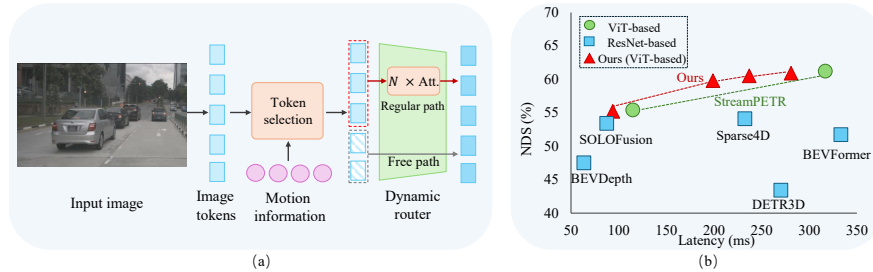 (a)
Input image
Image
tokens
Token
selection
Motion
information
N × Att.
Regular path
Free path
Dynamic
router
ViT-based
ResNet-based
Ours (ViT-based)
Ours
StreamPETR
SOLOFusion
Sparse4D
BEVFormer
BEVDepth
DETR3D
NDS (%)
70
65
60
55
50
45
40
50
100
150
200
250
300
350
Latency (ms)
(b)